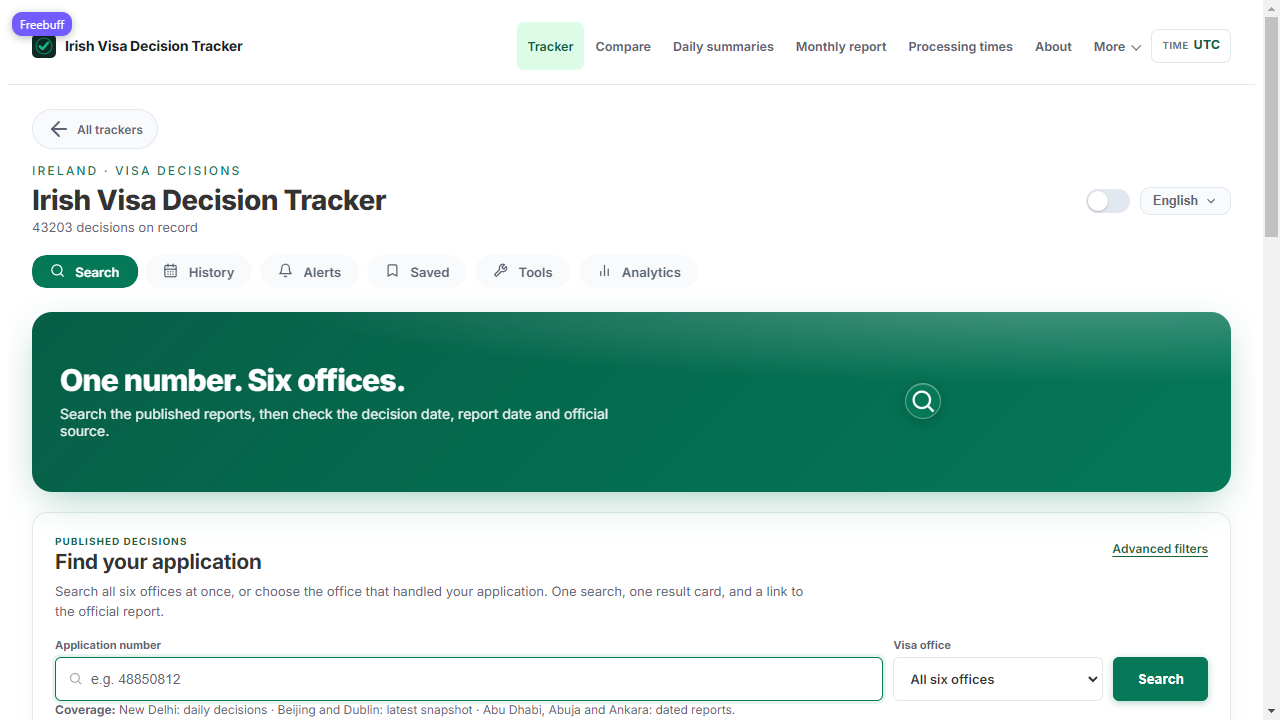 Freebuff
Irish Visa Decision Tracker
Tracker
Compare
Daily summaries
Monthly report
Processing times
About
More
TIME UTC
All trackers
IRELAND · VISA DECISIONS
Irish Visa Decision Tracker
43203 decisions on record
English
Search
History
Alerts
Saved
Tools
Analytics
One number. Six offices.
Search the published reports, then check the decision date, report date and official
source.
PUBLISHED DECISIONS
Find your application
Advanced filters
Search all six offices at once, or choose the office that handled your application. One search, one result card, and a link to
the official report.
Application number
Visa office
e.g. 48850812
All six offices
Search
Coverage: New Delhi: daily decisions · Beijing and Dublin: latest snapshot · Abu Dhabi, Abuja and Ankara: dated reports.